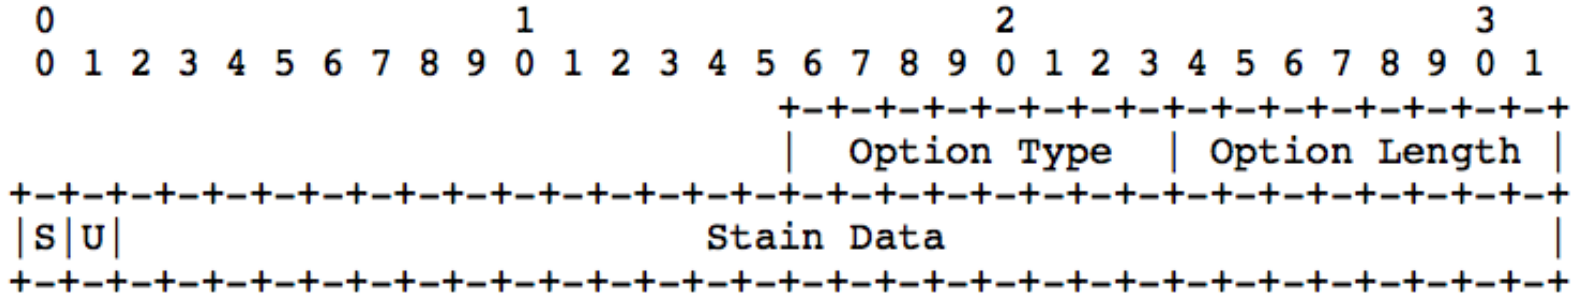 0                   1                   2                   3
 0 1 2 3 4 5 6 7 8 9 0 1 2 3 4 5 6 7 8 9 0 1 2 3 4 5 6 7 8 9 0 1
                                +-+-+-+-+-+-+-+-+-+-+-+-+-+-+-+-+
                                |  Option Type  | Option Length |
+-+-+-+-+-+-+-+-+-+-+-+-+-+-+-+-+-+-+-+-+-+-+-+-+-+-+-+-+-+-+-+-+
|S|U|                        Stain Data                         |
+-+-+-+-+-+-+-+-+-+-+-+-+-+-+-+-+-+-+-+-+-+-+-+-+-+-+-+-+-+-+-+-+